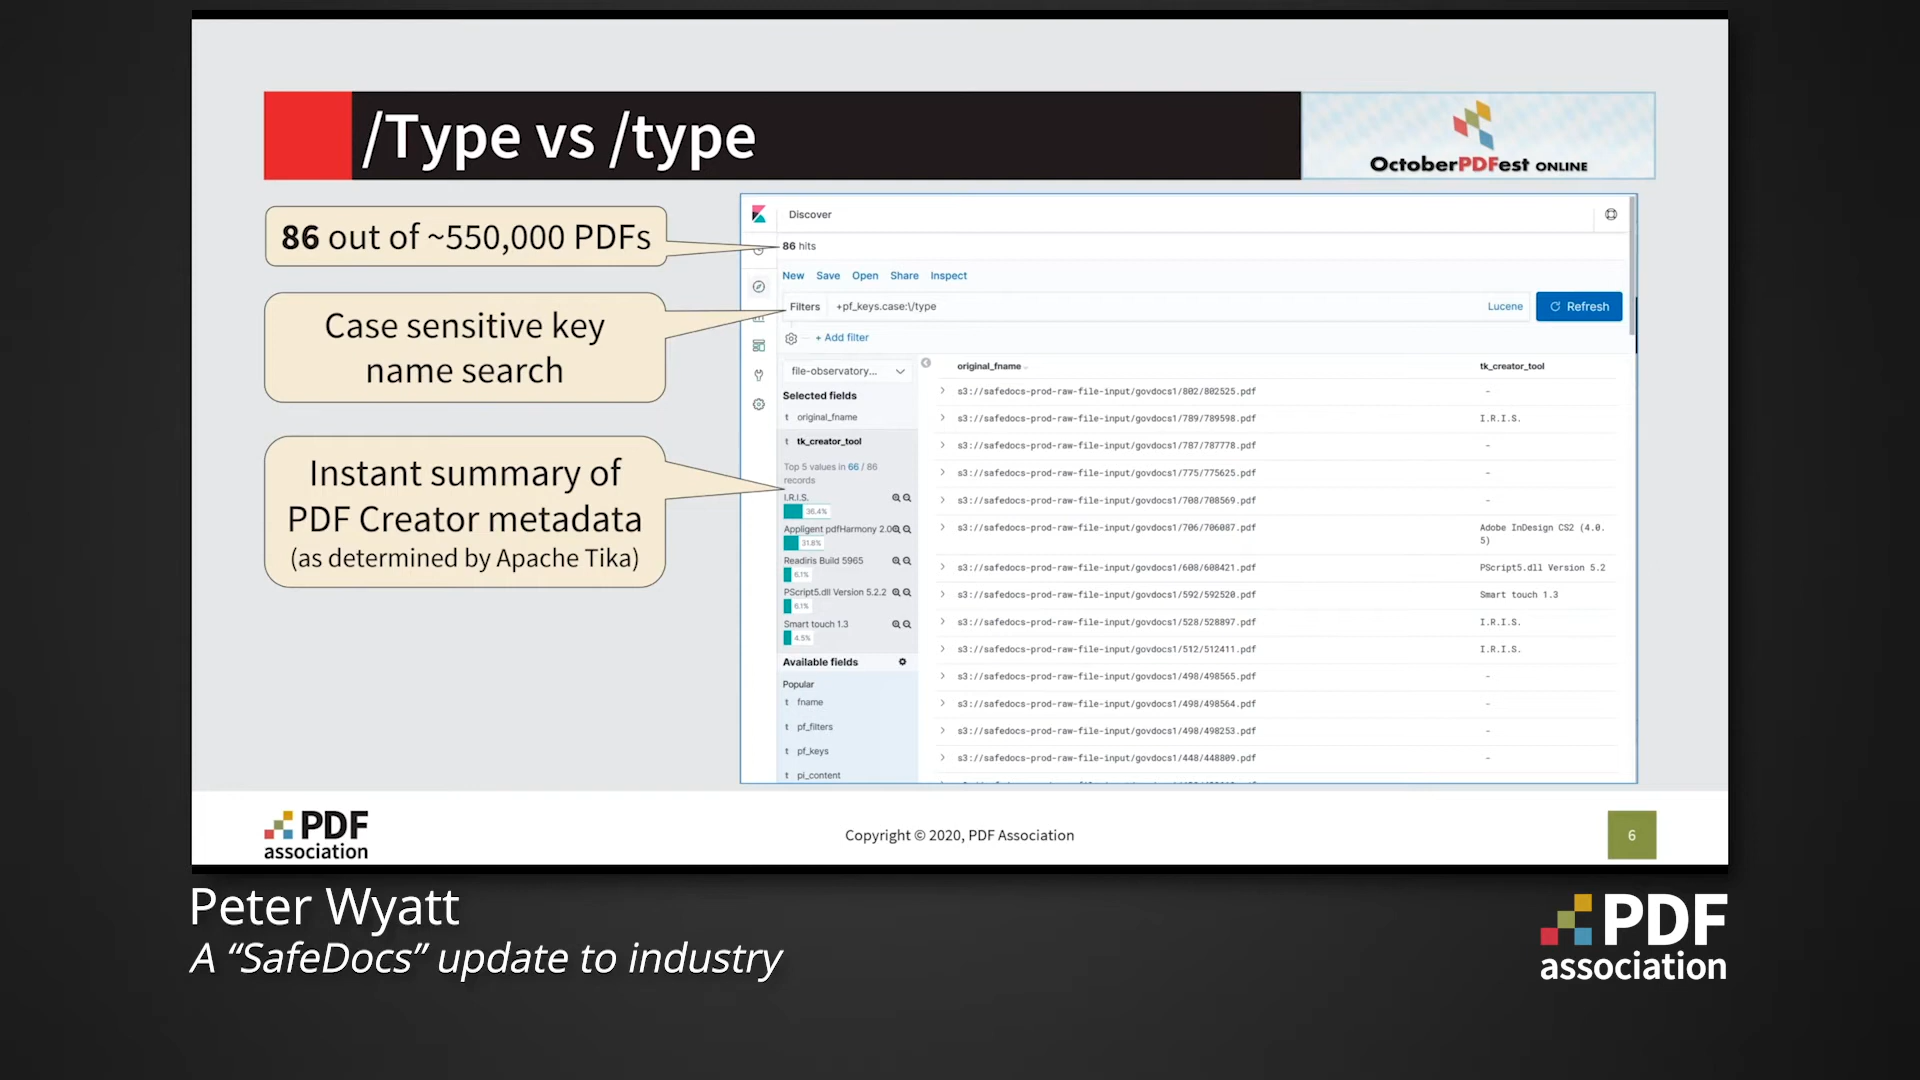 /Type vs /type
OctoberPDFest ONLINE
86 out of ~550,000 PDFs
Case sensitive key
name search
Instant summary of
PDF Creator metadata
(as determined by Apache Tika)
Discover
86 hits
New Save Open Share Inspect
Filters +pf_keys.case:\/type Lucene Refresh
+ Add filter
file-observatory...
Selected fields
t original_fname
t tk_creator_tool
Top 5 values in 66 / 86
records
I.R.I.S.
36.4%
Appligent pdfHarmony 2.0
31.8%
Readiris Build 5965
6.1%
PScript5.dll Version 5.2.2
6.1%
Smart touch 1.3
4.5%
Available fields
Popular
t fname
t pf_filters
t pf_keys
t pi_content
original_fname tk_creator_tool
s3://safedocs-prod-raw-file-input/govdocs1/802/802525.pdf -
s3://safedocs-prod-raw-file-input/govdocs1/789/789598.pdf I.R.I.S.
s3://safedocs-prod-raw-file-input/govdocs1/787/787778.pdf -
s3://safedocs-prod-raw-file-input/govdocs1/775/775625.pdf -
s3://safedocs-prod-raw-file-input/govdocs1/708/708569.pdf -
s3://safedocs-prod-raw-file-input/govdocs1/706/706087.pdf Adobe InDesign CS2 (4.0.
5)
s3://safedocs-prod-raw-file-input/govdocs1/608/608421.pdf PScript5.dll Version 5.2
s3://safedocs-prod-raw-file-input/govdocs1/592/592520.pdf Smart touch 1.3
s3://safedocs-prod-raw-file-input/govdocs1/528/528897.pdf I.R.I.S.
s3://safedocs-prod-raw-file-input/govdocs1/512/512411.pdf I.R.I.S.
s3://safedocs-prod-raw-file-input/govdocs1/498/498565.pdf -
s3://safedocs-prod-raw-file-input/govdocs1/498/498564.pdf -
s3://safedocs-prod-raw-file-input/govdocs1/498/498253.pdf -
s3://safedocs-prod-raw-file-input/govdocs1/448/448809.pdf -
PDF
association
Copyright © 2020, PDF Association
6
Peter Wyatt
A “SafeDocs” update to industry
PDF
association